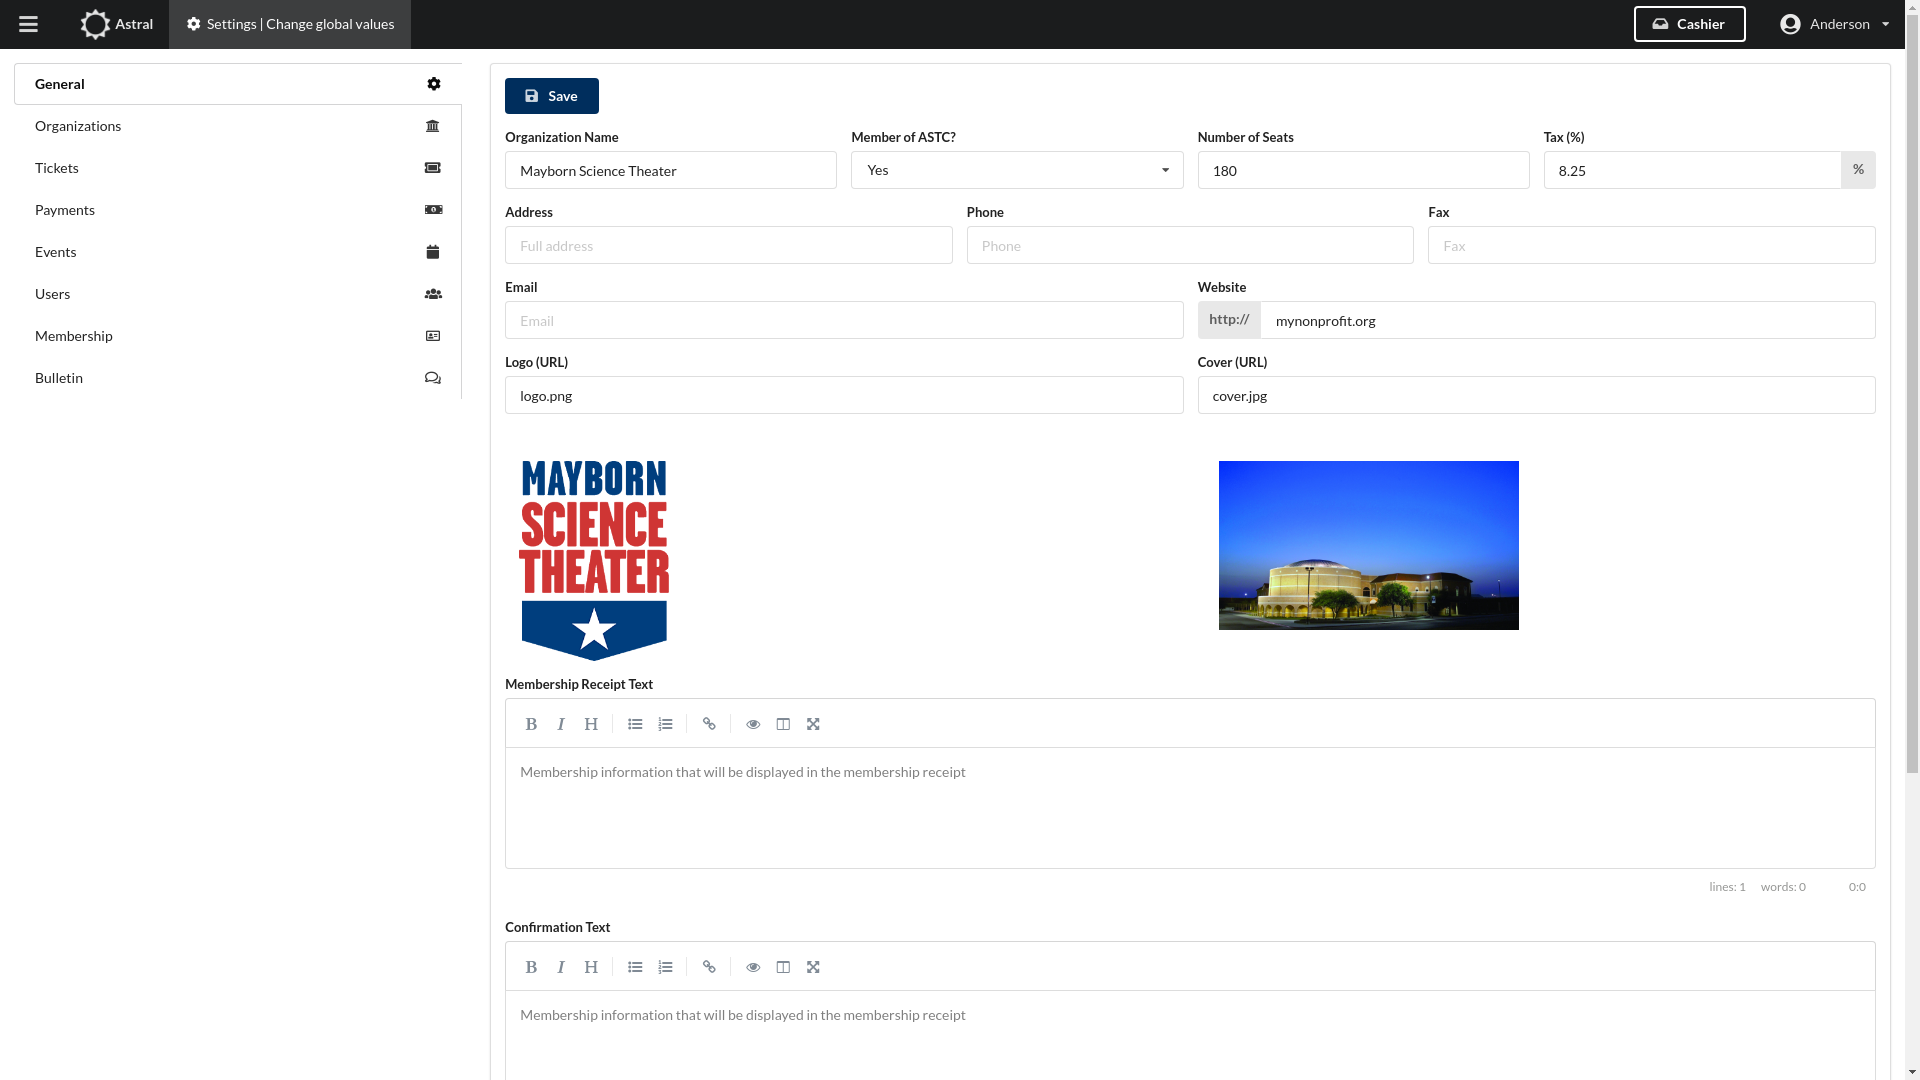 Astral
Settings | Change global values
Cashier
Anderson
General
Organizations
Tickets
Payments
Events
Users
Membership
Bulletin
Save
Organization Name
Member of ASTC?
Number of Seats
Tax (%)
Mayborn Science Theater
Yes
180
8.25
%
Address
Phone
Fax
Full address
Phone
Fax
Email
Website
Email
http://
mynonprofit.org
Logo (URL)
Cover (URL)
logo.png
cover.jpg
MAYBORN
SCIENCE
THEATER
Membership Receipt Text
B I H
Membership information that will be displayed in the membership receipt
lines: 1 words: 0 0:0
Confirmation Text
B I H
Membership information that will be displayed in the membership receipt